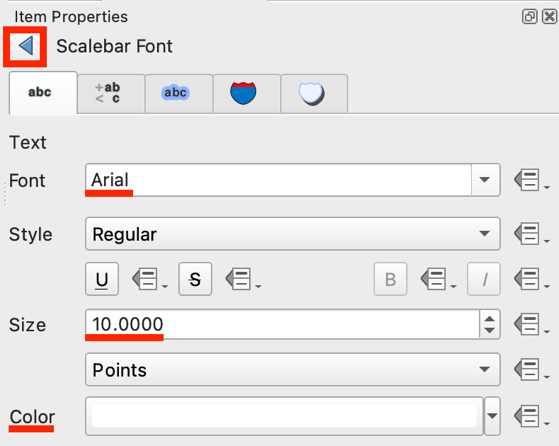 Item Properties
Scalebar Font
abc +ab < c abc
Text
Font Arial
Style Regular
U S B I
Size 10.0000
Points
Color